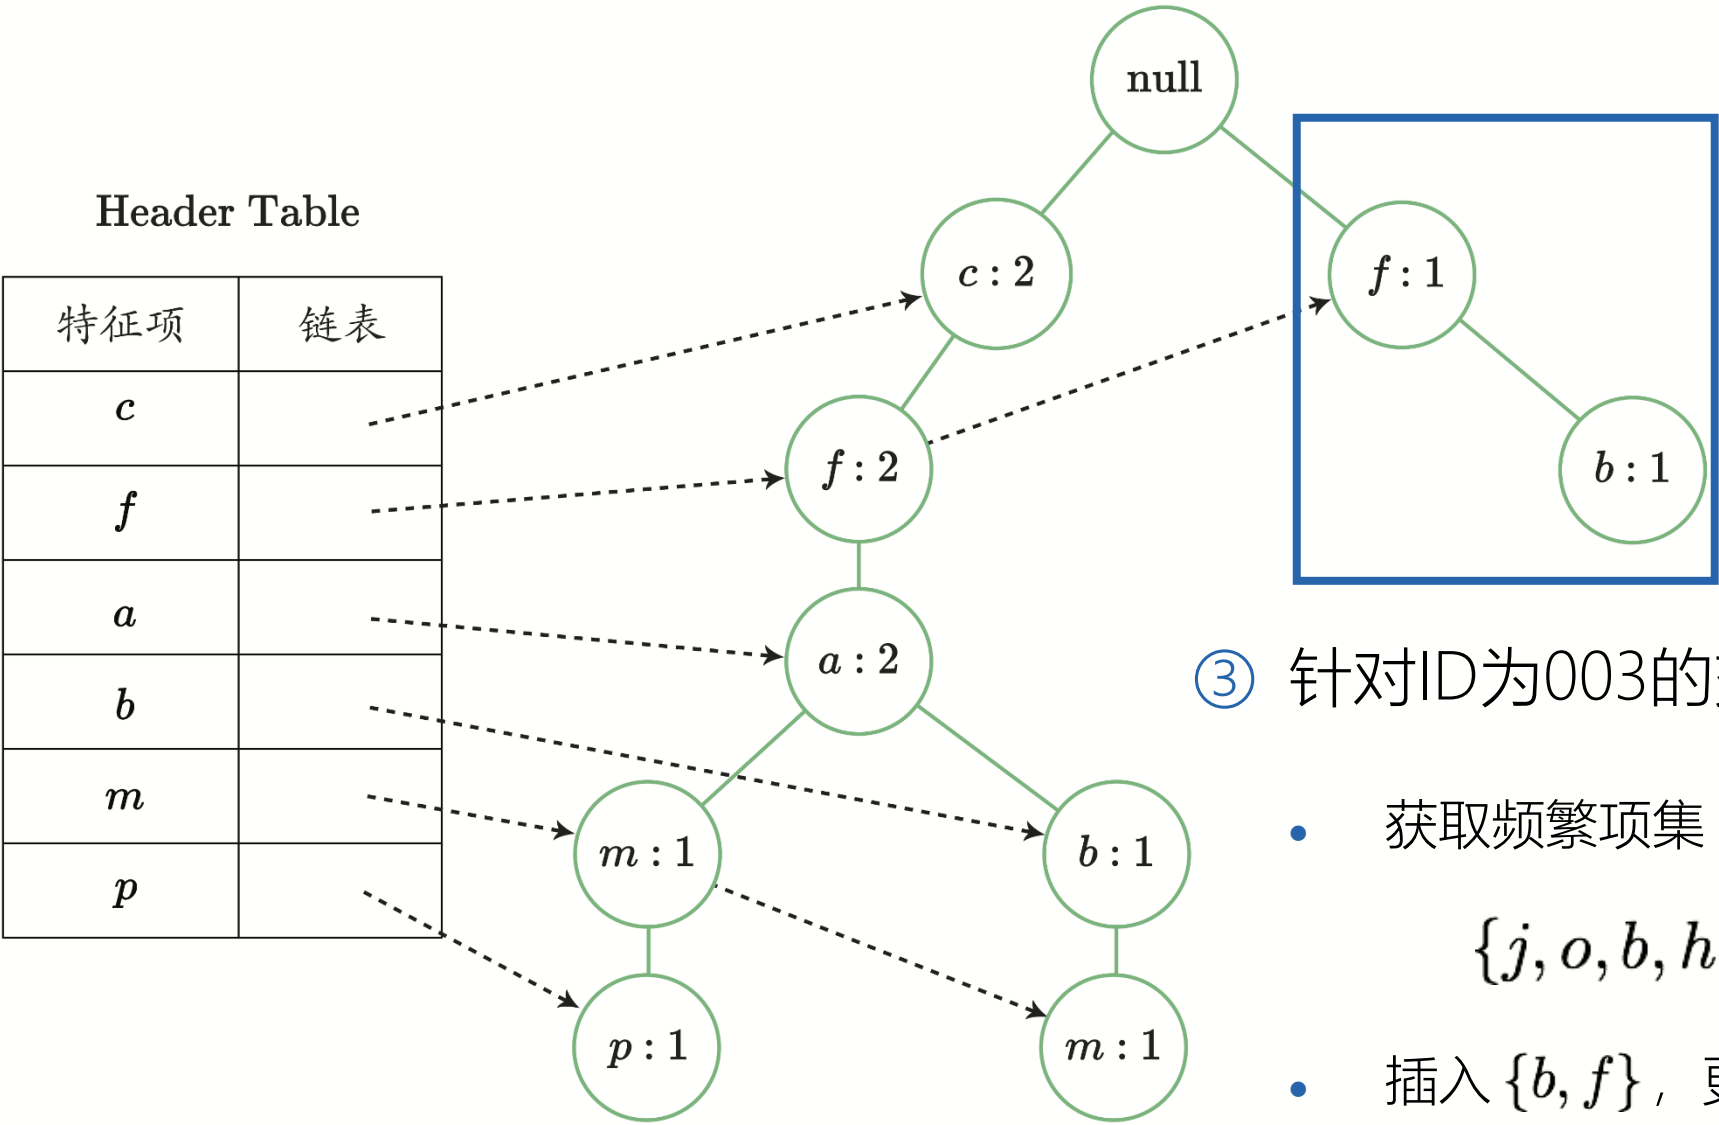 null
Header Table
特征项 链表
c
f
a
b
m
p
c : 2
f : 1
f : 2
b : 1
a : 2
m : 1
b : 1
p : 1
m : 1
③ 针对ID为003的
• 获取频繁项集
{j, o, b, h
• 插入 {b, f},